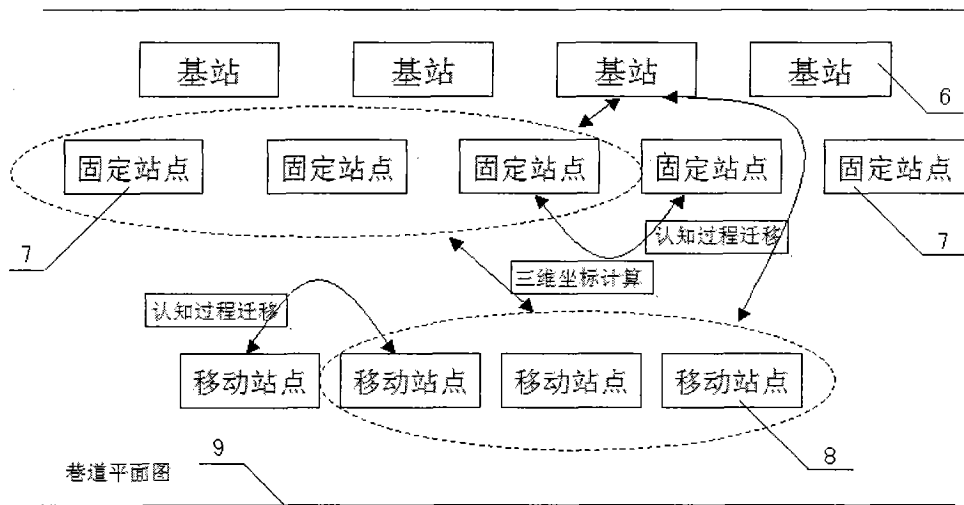 基站
基站
基站
基站
6
固定站点
固定站点
固定站点
固定站点
固定站点
7
7
认知过程迁移
三维坐标计算
认知过程迁移
移动站点
移动站点
移动站点
移动站点
8
9
巷道平面图